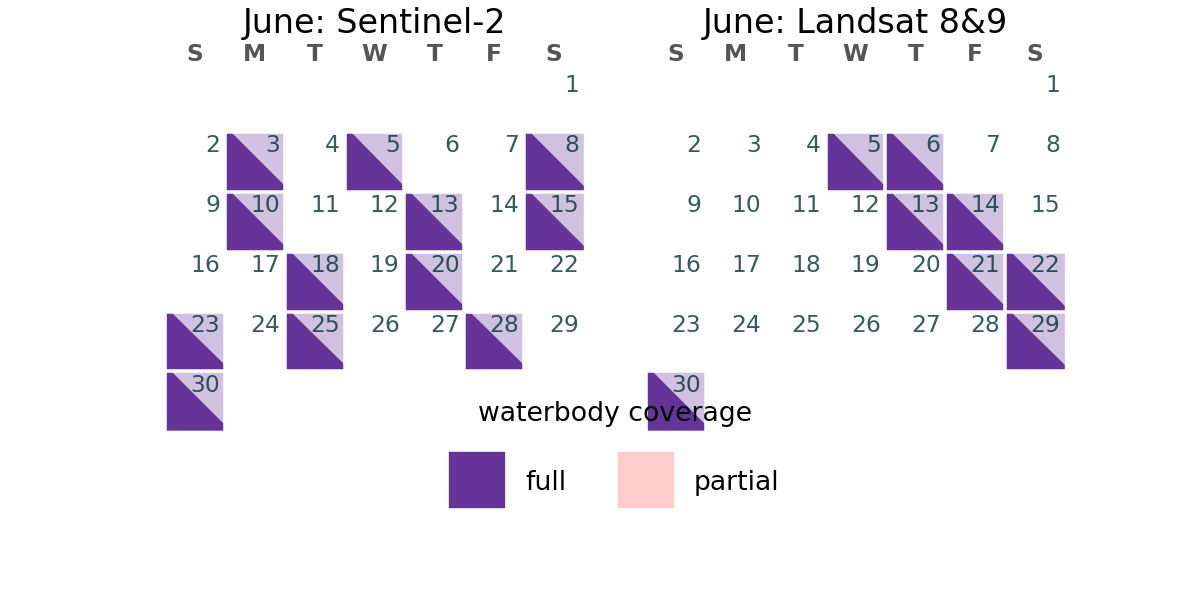 June: Sentinel-2
S M T W T F S
1
2 3 4 5 6 7 8
9 10 11 12 13 14 15
16 17 18 19 20 21 22
23 24 25 26 27 28 29
30
June: Landsat 8&9
S M T W T F S
1
2 3 4 5 6 7 8
9 10 11 12 13 14 15
16 17 18 19 20 21 22
23 24 25 26 27 28 29
30
waterbody coverage
full partial